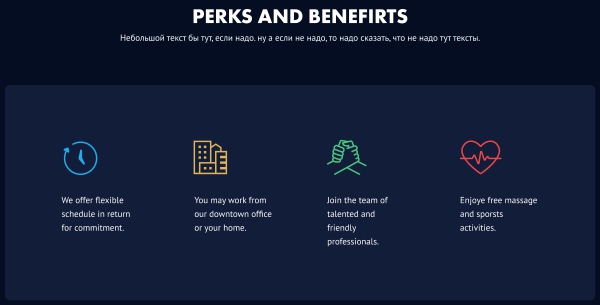 PERKS AND BENEFIRTS
Небольшой текст бы тут, если надо. ну а если не надо, то надо сказать, что не надо тут тексты.
We offer flexible
schedule in return
for commitment.
You may work from
our downtown office
or your home.
Join the team of
talented and
friendly
professionals.
Enjoye free massage
and sporsts
activities.